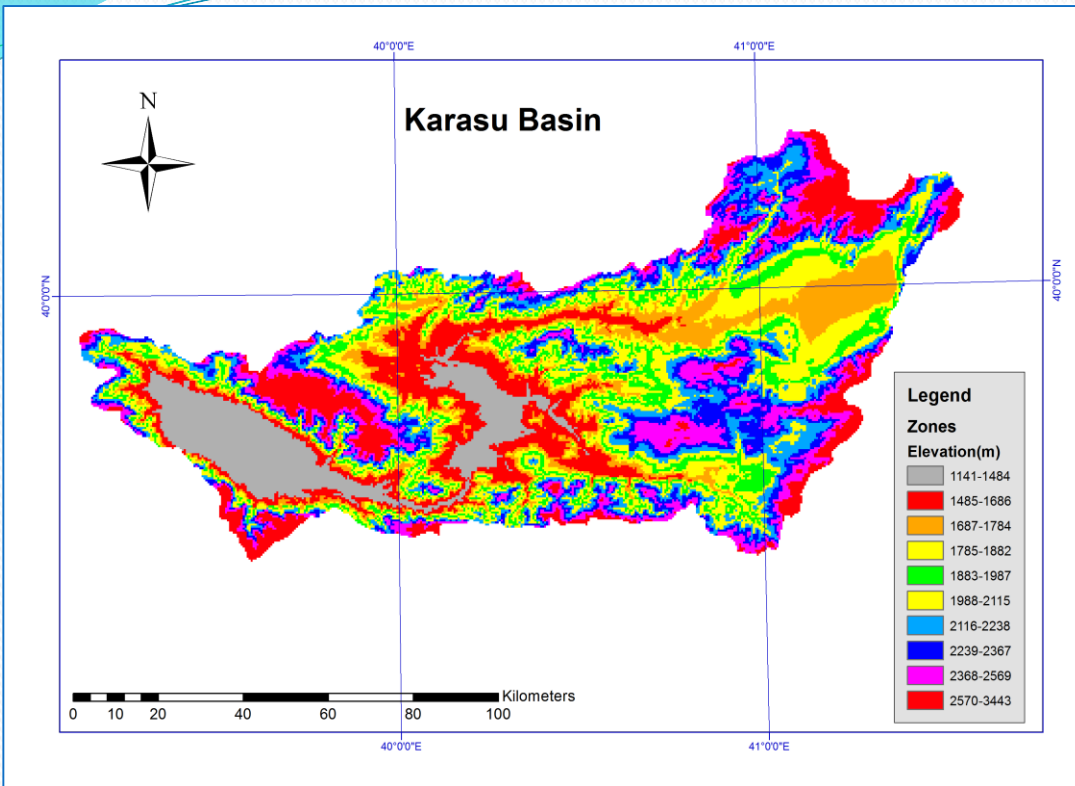 40°0'0"E 41°0'0"E
Karasu Basin
N
40°0'0"N 40°0'0"N
Legend
Zones
Elevation(m)
1141-1484
1485-1686
1687-1784
1785-1882
1883-1987
1988-2115
2116-2238
2239-2367
2368-2569
2570-3443
Kilometers
0 10 20 40 60 80 100
40°0'0"E 41°0'0"E